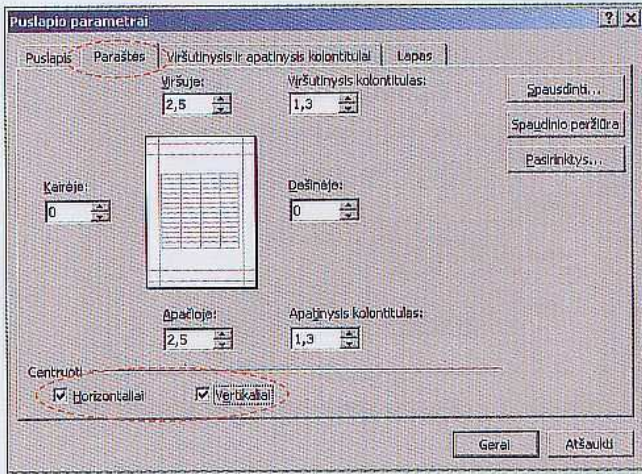 Puslapio parametrai
Puslapis Paraštės Viršutinysis ir apatinysis kolontitulai Lapas
Viršuje: Viršutinysis kolontitulas:
2,5 1,3
Spausdinti...
Spaudinio peržiūra
Pasirinktys...
Kairėje: Dešinėje:
0 0
Apačioje: Apatinysis kolontitulas:
2,5 1,3
Centruoti
Horizontaliai Vertikaliai
Gerai Atšaukti